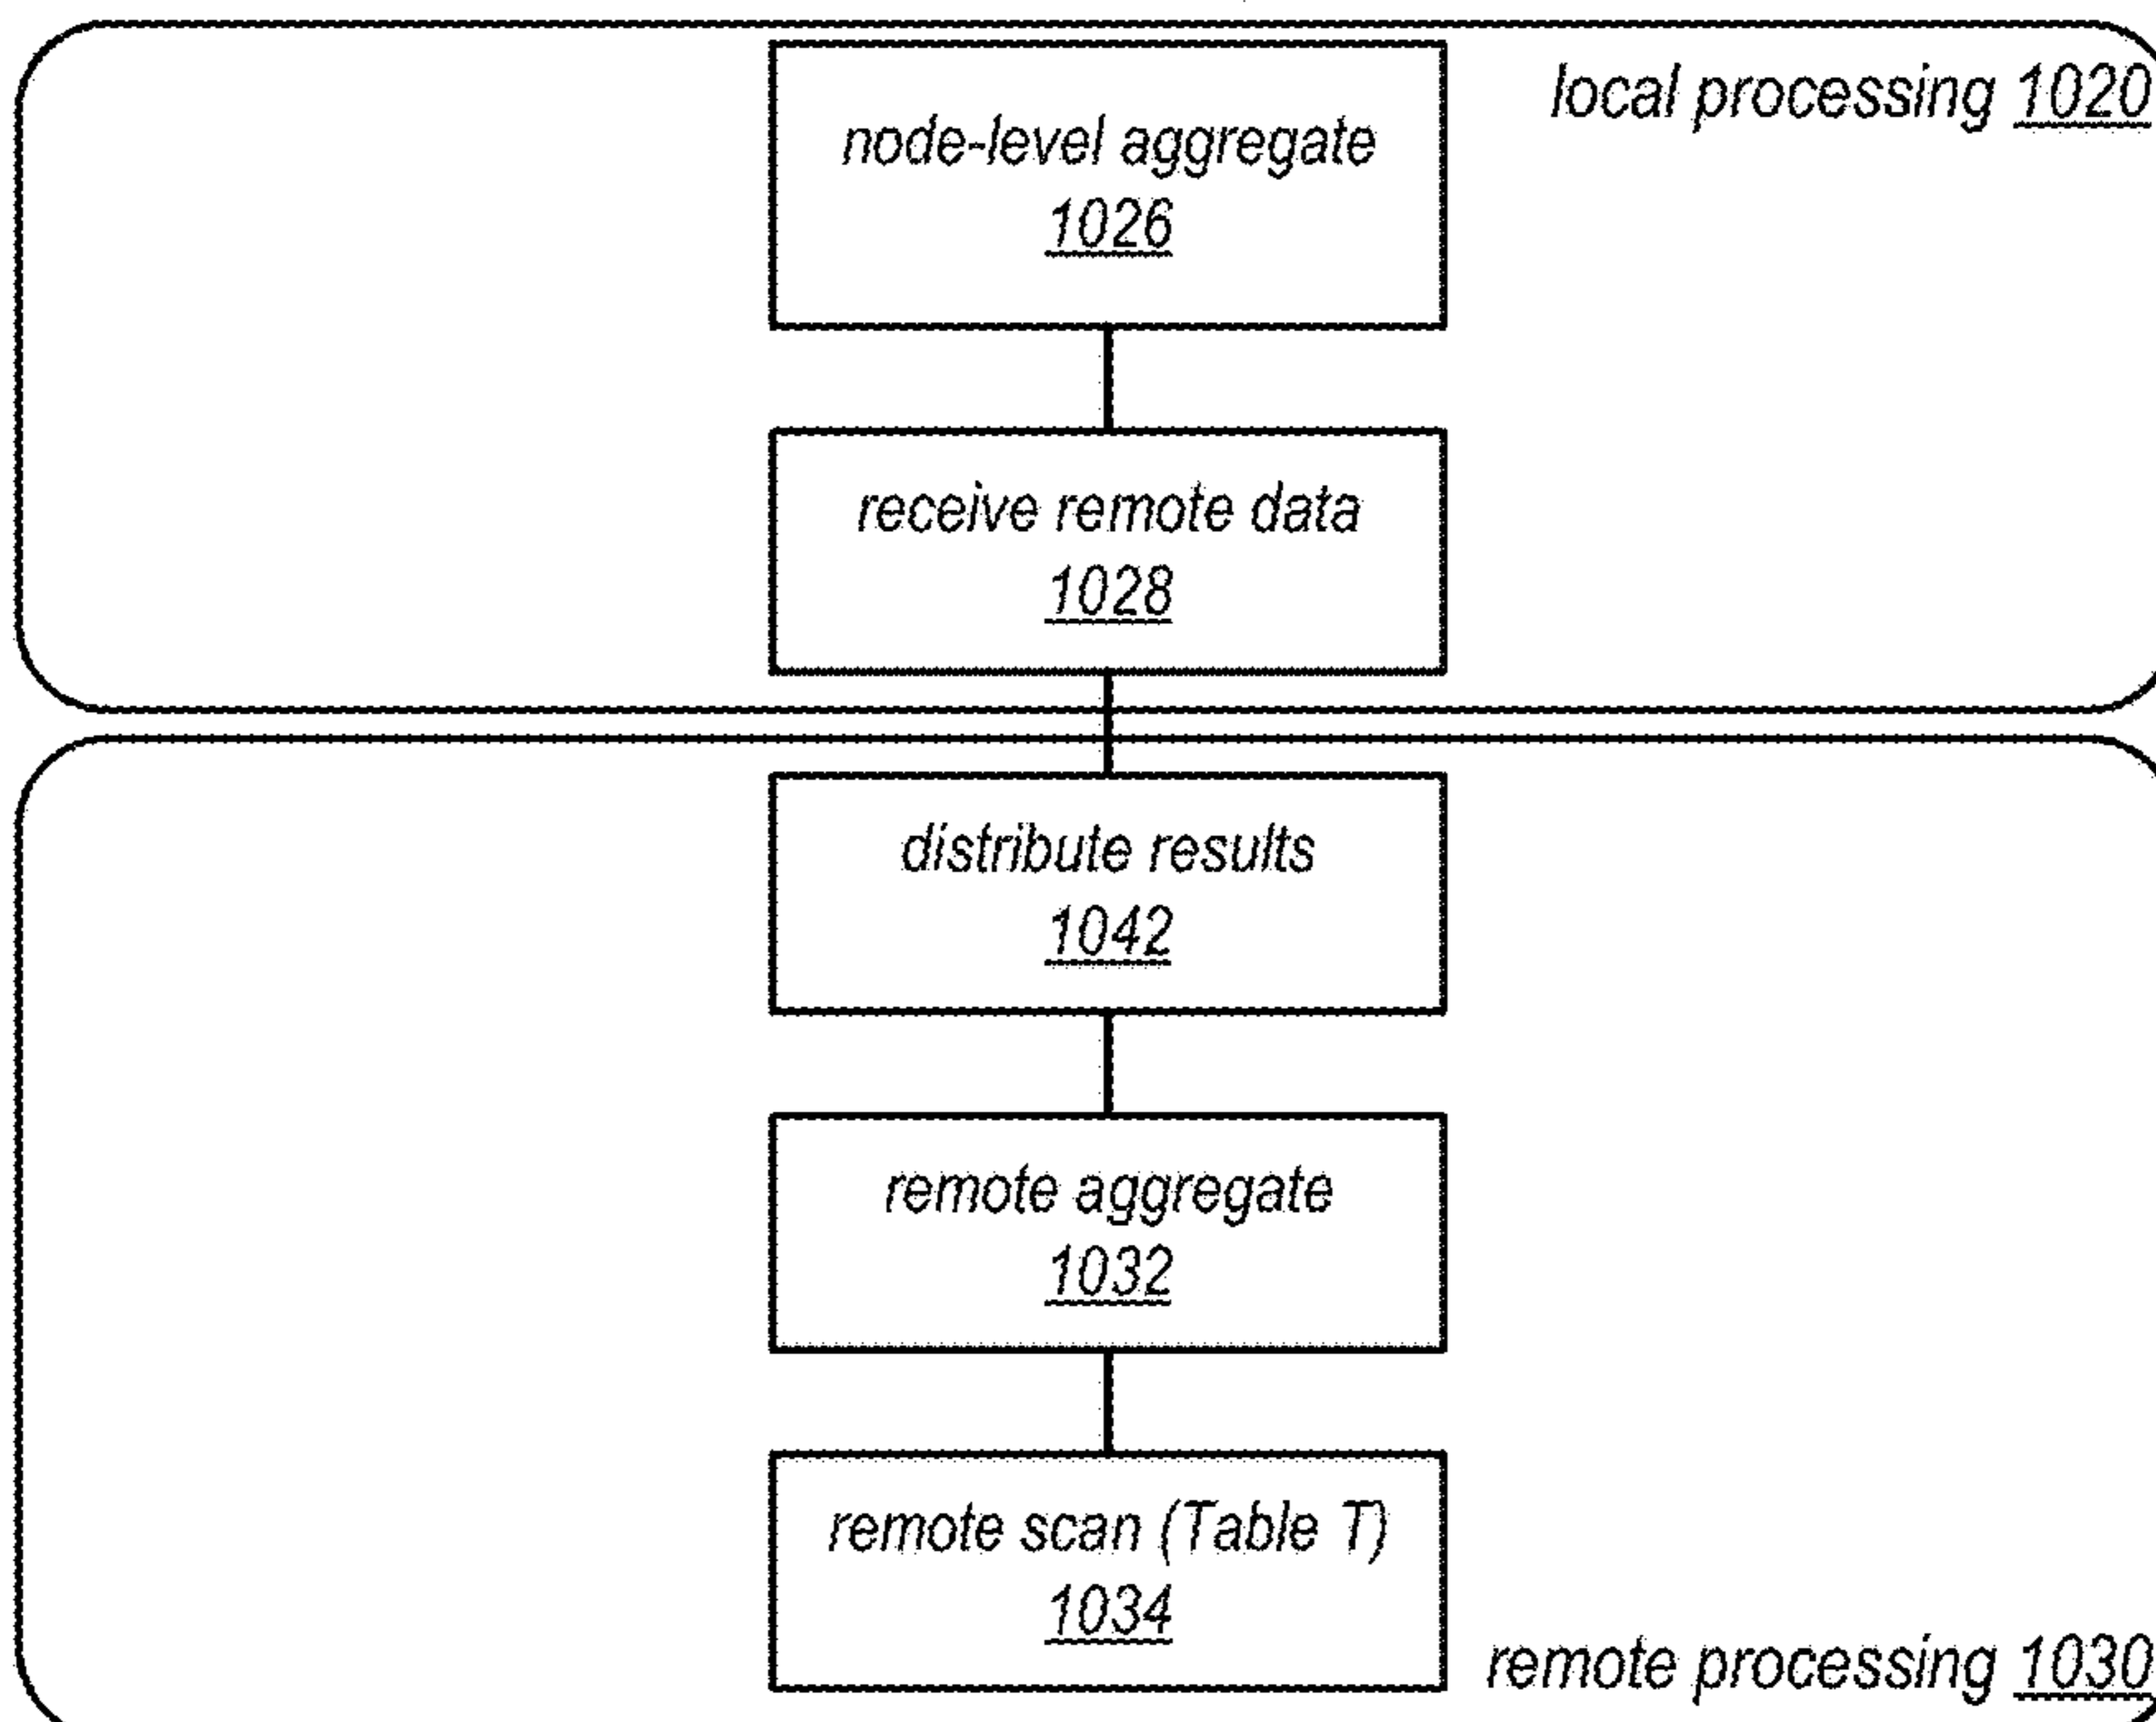 local processing 1020
node-level aggregate
1026
receive remote data
1028
distribute results
1042
remote aggregate
1032
remote scan (Table T)
1034
remote processing 1030